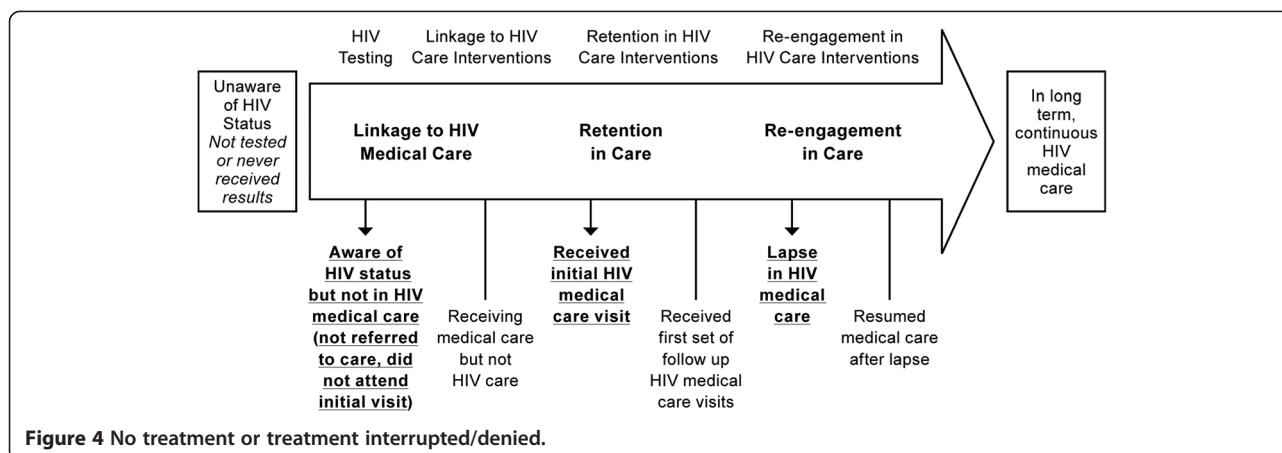 HIV
Testing
Linkage to HIV
Care Interventions
Retention in HIV
Care Interventions
Re-engagement in
HIV Care Interventions
Unaware
of HIV
Status
Not tested
or never
received
results
Linkage to HIV
Medical Care
Retention
in Care
Re-engagement
in Care
In long
term,
continuous
HIV
medical
care
Aware of
HIV status
but not in HIV
medical care
(not referred
to care, did
not attend
initial visit)
Receiving
medical care
but not
HIV care
Received
initial HIV
medical
care visit
Received
first set of
follow up
HIV medical
care visits
Lapse
in HIV
medical
care
Resumed
medical care
after lapse
Figure 4 No treatment or treatment interrupted/denied.